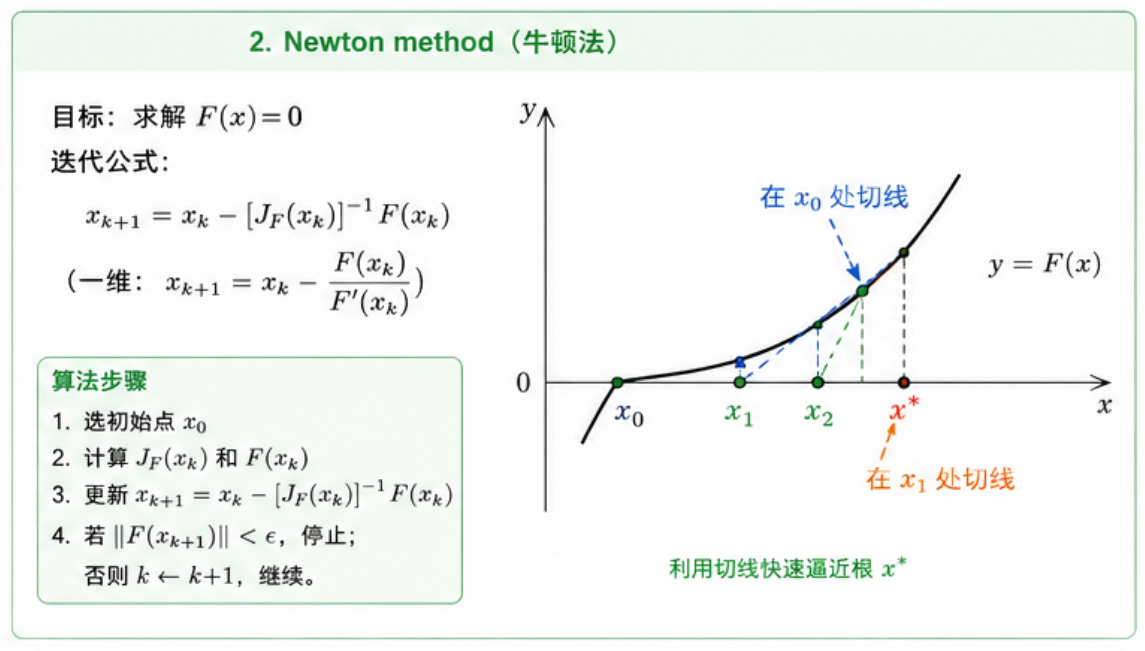 2. Newton method（牛顿法）
目标：求解 F(x) = 0
迭代公式：
x_{k+1} = x_k − [J_F(x_k)]^{−1} F(x_k)
（一维： x_{k+1} = x_k − \frac{F(x_k)}{F'(x_k)}）
算法步骤
1. 选初始点 x_0
2. 计算 J_F(x_k) 和 F(x_k)
3. 更新 x_{k+1} = x_k − [J_F(x_k)]^{−1} F(x_k)
4. 若 ‖F(x_{k+1})‖ < ϵ，停止；
否则 k ← k+1，继续。
y
在 x_0 处切线
y = F(x)
0
x_0 x_1 x_2 x^* x
在 x_1 处切线
利用切线快速逼近根 x^*